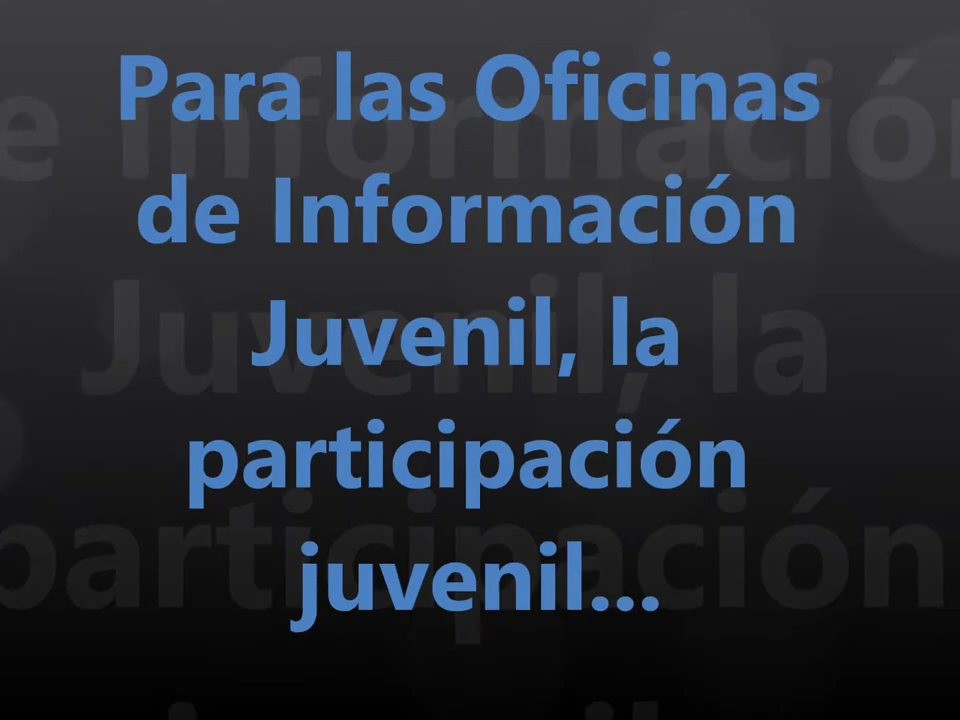 Para las Oficinas
de Información
Juvenil, la
participación
juvenil...